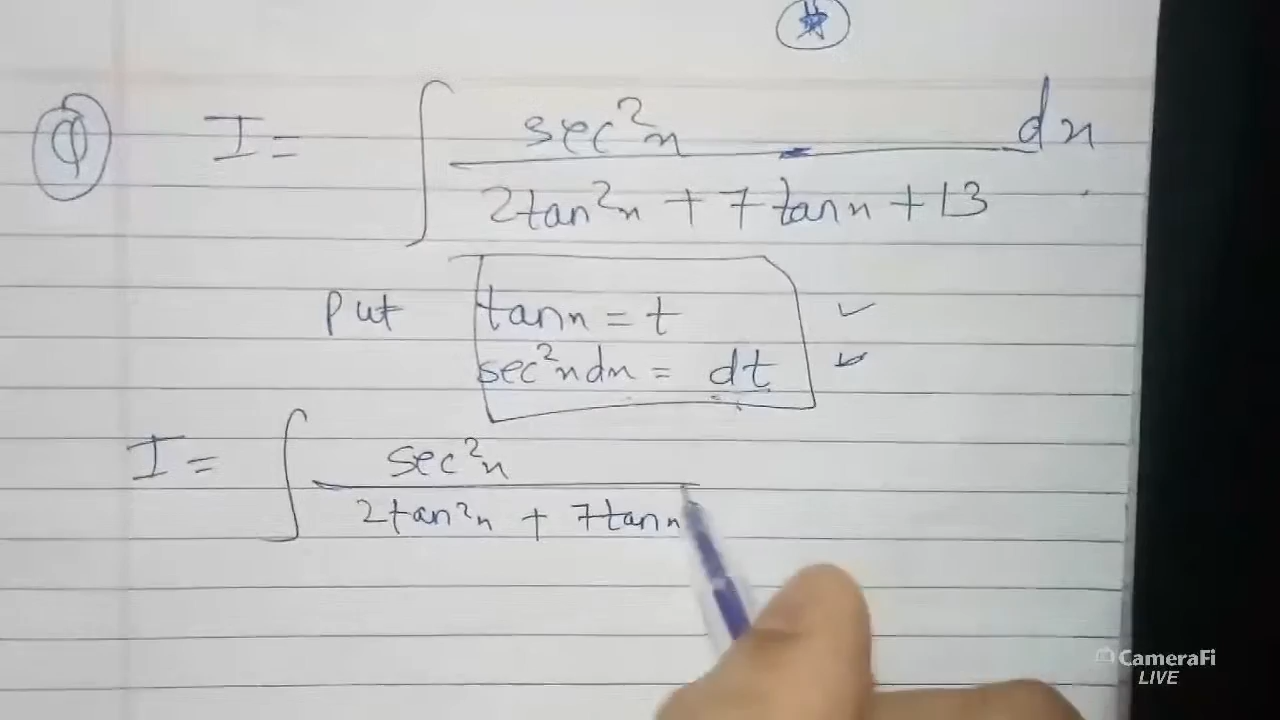 Q I = ∫ sec²x / 2tan²x + 7tanx + 13 dx
Put tanx = t ✓
sec²x dx = dt ✓
I = ∫ sec²x / 2tan²x + 7tanx
CameraFi
LIVE